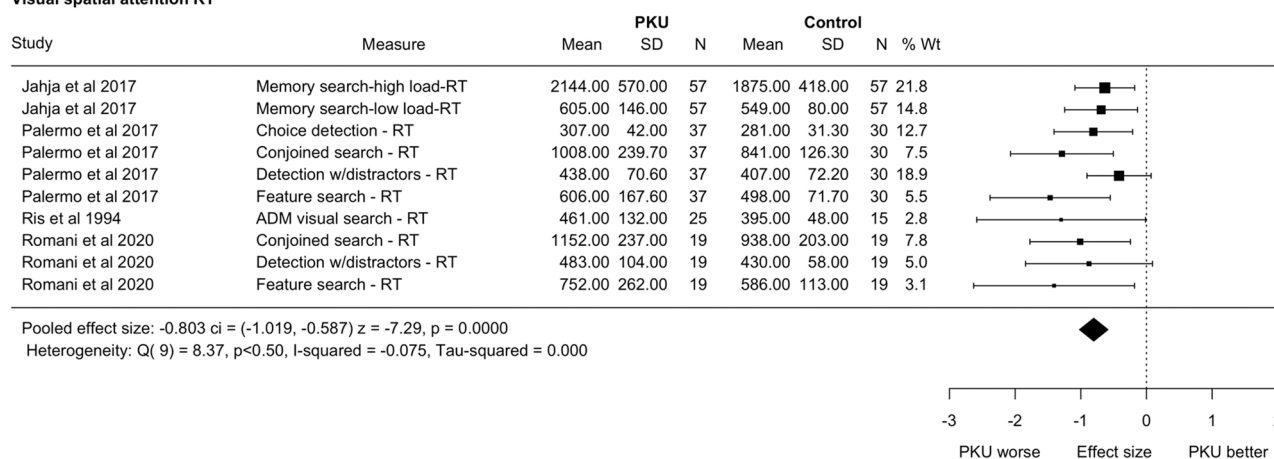 Visual spatial attention RT
PKU Control
Study Measure Mean SD N Mean SD N % Wt
Jahja et al 2017 Memory search-high load-RT 2144.00 570.00 57 1875.00 418.00 57 21.8
Jahja et al 2017 Memory search-low load-RT 605.00 146.00 57 549.00 80.00 57 14.8
Palermo et al 2017 Choice detection - RT 307.00 42.00 37 281.00 31.30 30 12.7
Palermo et al 2017 Conjoined search - RT 1008.00 239.70 37 841.00 126.30 30 7.5
Palermo et al 2017 Detection w/distractors - RT 438.00 70.60 37 407.00 72.20 30 18.9
Palermo et al 2017 Feature search - RT 606.00 167.60 37 498.00 71.70 30 5.5
Ris et al 1994 ADM visual search - RT 461.00 132.00 25 395.00 48.00 15 2.8
Romani et al 2020 Conjoined search - RT 1152.00 237.00 19 938.00 203.00 19 7.8
Romani et al 2020 Detection w/distractors - RT 483.00 104.00 19 430.00 58.00 19 5.0
Romani et al 2020 Feature search - RT 752.00 262.00 19 586.00 113.00 19 3.1
Pooled effect size: -0.803 ci = (-1.019, -0.587) z = -7.29, p = 0.0000
Heterogeneity: Q( 9) = 8.37, p<0.50, I-squared = -0.075, Tau-squared = 0.000
-3 -2 -1 0 1
PKU worse Effect size PKU better